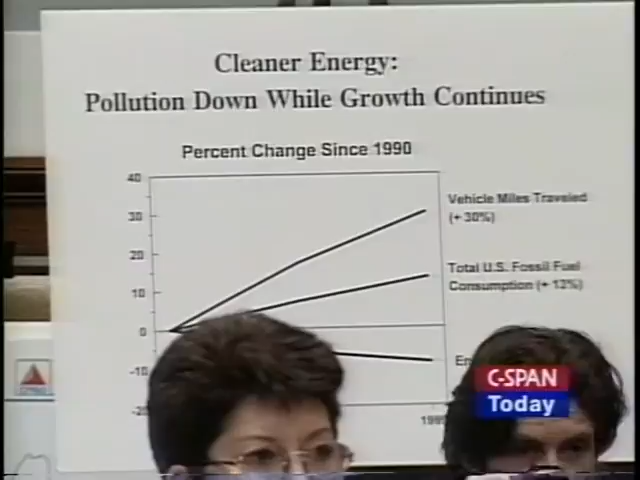 Cleaner Energy:
Pollution Down While Growth Continues
Percent Change Since 1990
40
30
20
10
0
-10
Vehicle Miles Traveled
(+ 30%)
Total U.S. Fossil Fuel
Consumption (+ 13%)
C-SPAN
Today